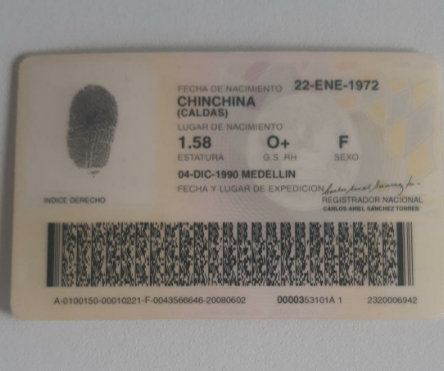 FECHA DE NACIMIENTO 22-ENE-1972
CHINCHINA
(CALDAS)
LUGAR DE NACIMIENTO
1.58 O+ F
ESTATURA G.S. RH SEXO
04-DIC-1990 MEDELLIN
FECHA Y LUGAR DE EXPEDICION
INDICE DERECHO
REGISTRADOR NACIONAL
CARLOS ARIEL SÁNCHEZ TORRES
A-0100150-00010221-F-0043566646-20080602 0000353101A 1 2320006942